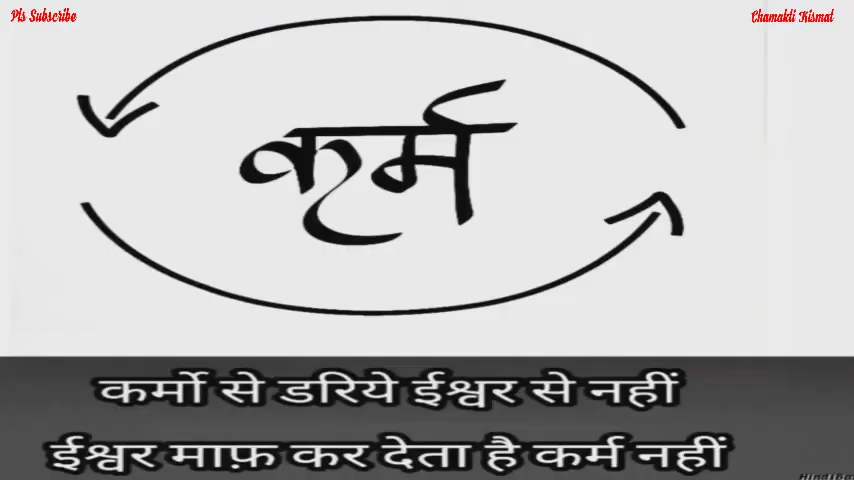 Pls Subscribe
Chamakti Kismat
कर्म
कर्मो से डरिये ईश्वर से नहीं
ईश्वर माफ़ कर देता है कर्म नहीं